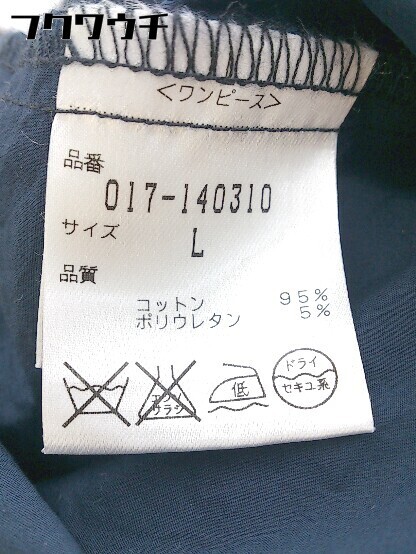 フクワウチ
<ワンピース>
品番
017-140310
サイズ
L
品質
コットン 95%
ポリウレタン 5%
エンソ
サラシ
低
ドライ
セキユ系